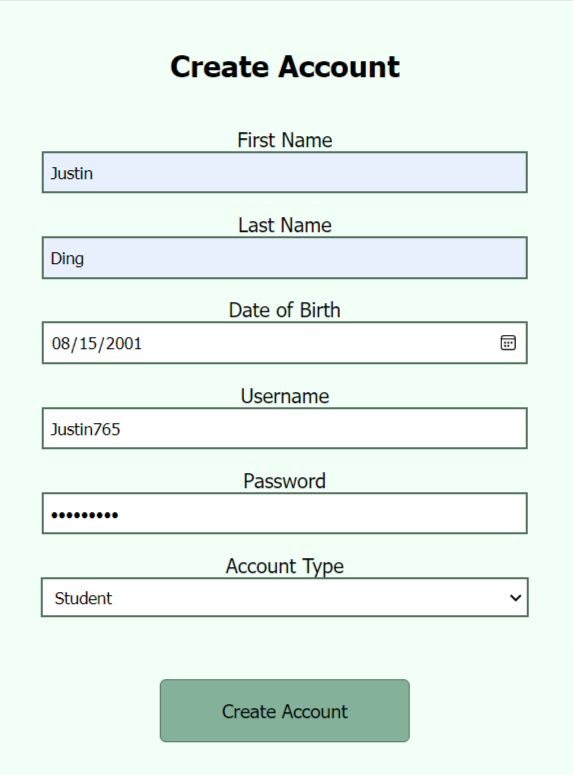 Create Account
First Name
Justin
Last Name
Ding
Date of Birth
08/15/2001
Username
Justin765
Password
•••••••••
Account Type
Student
Create Account